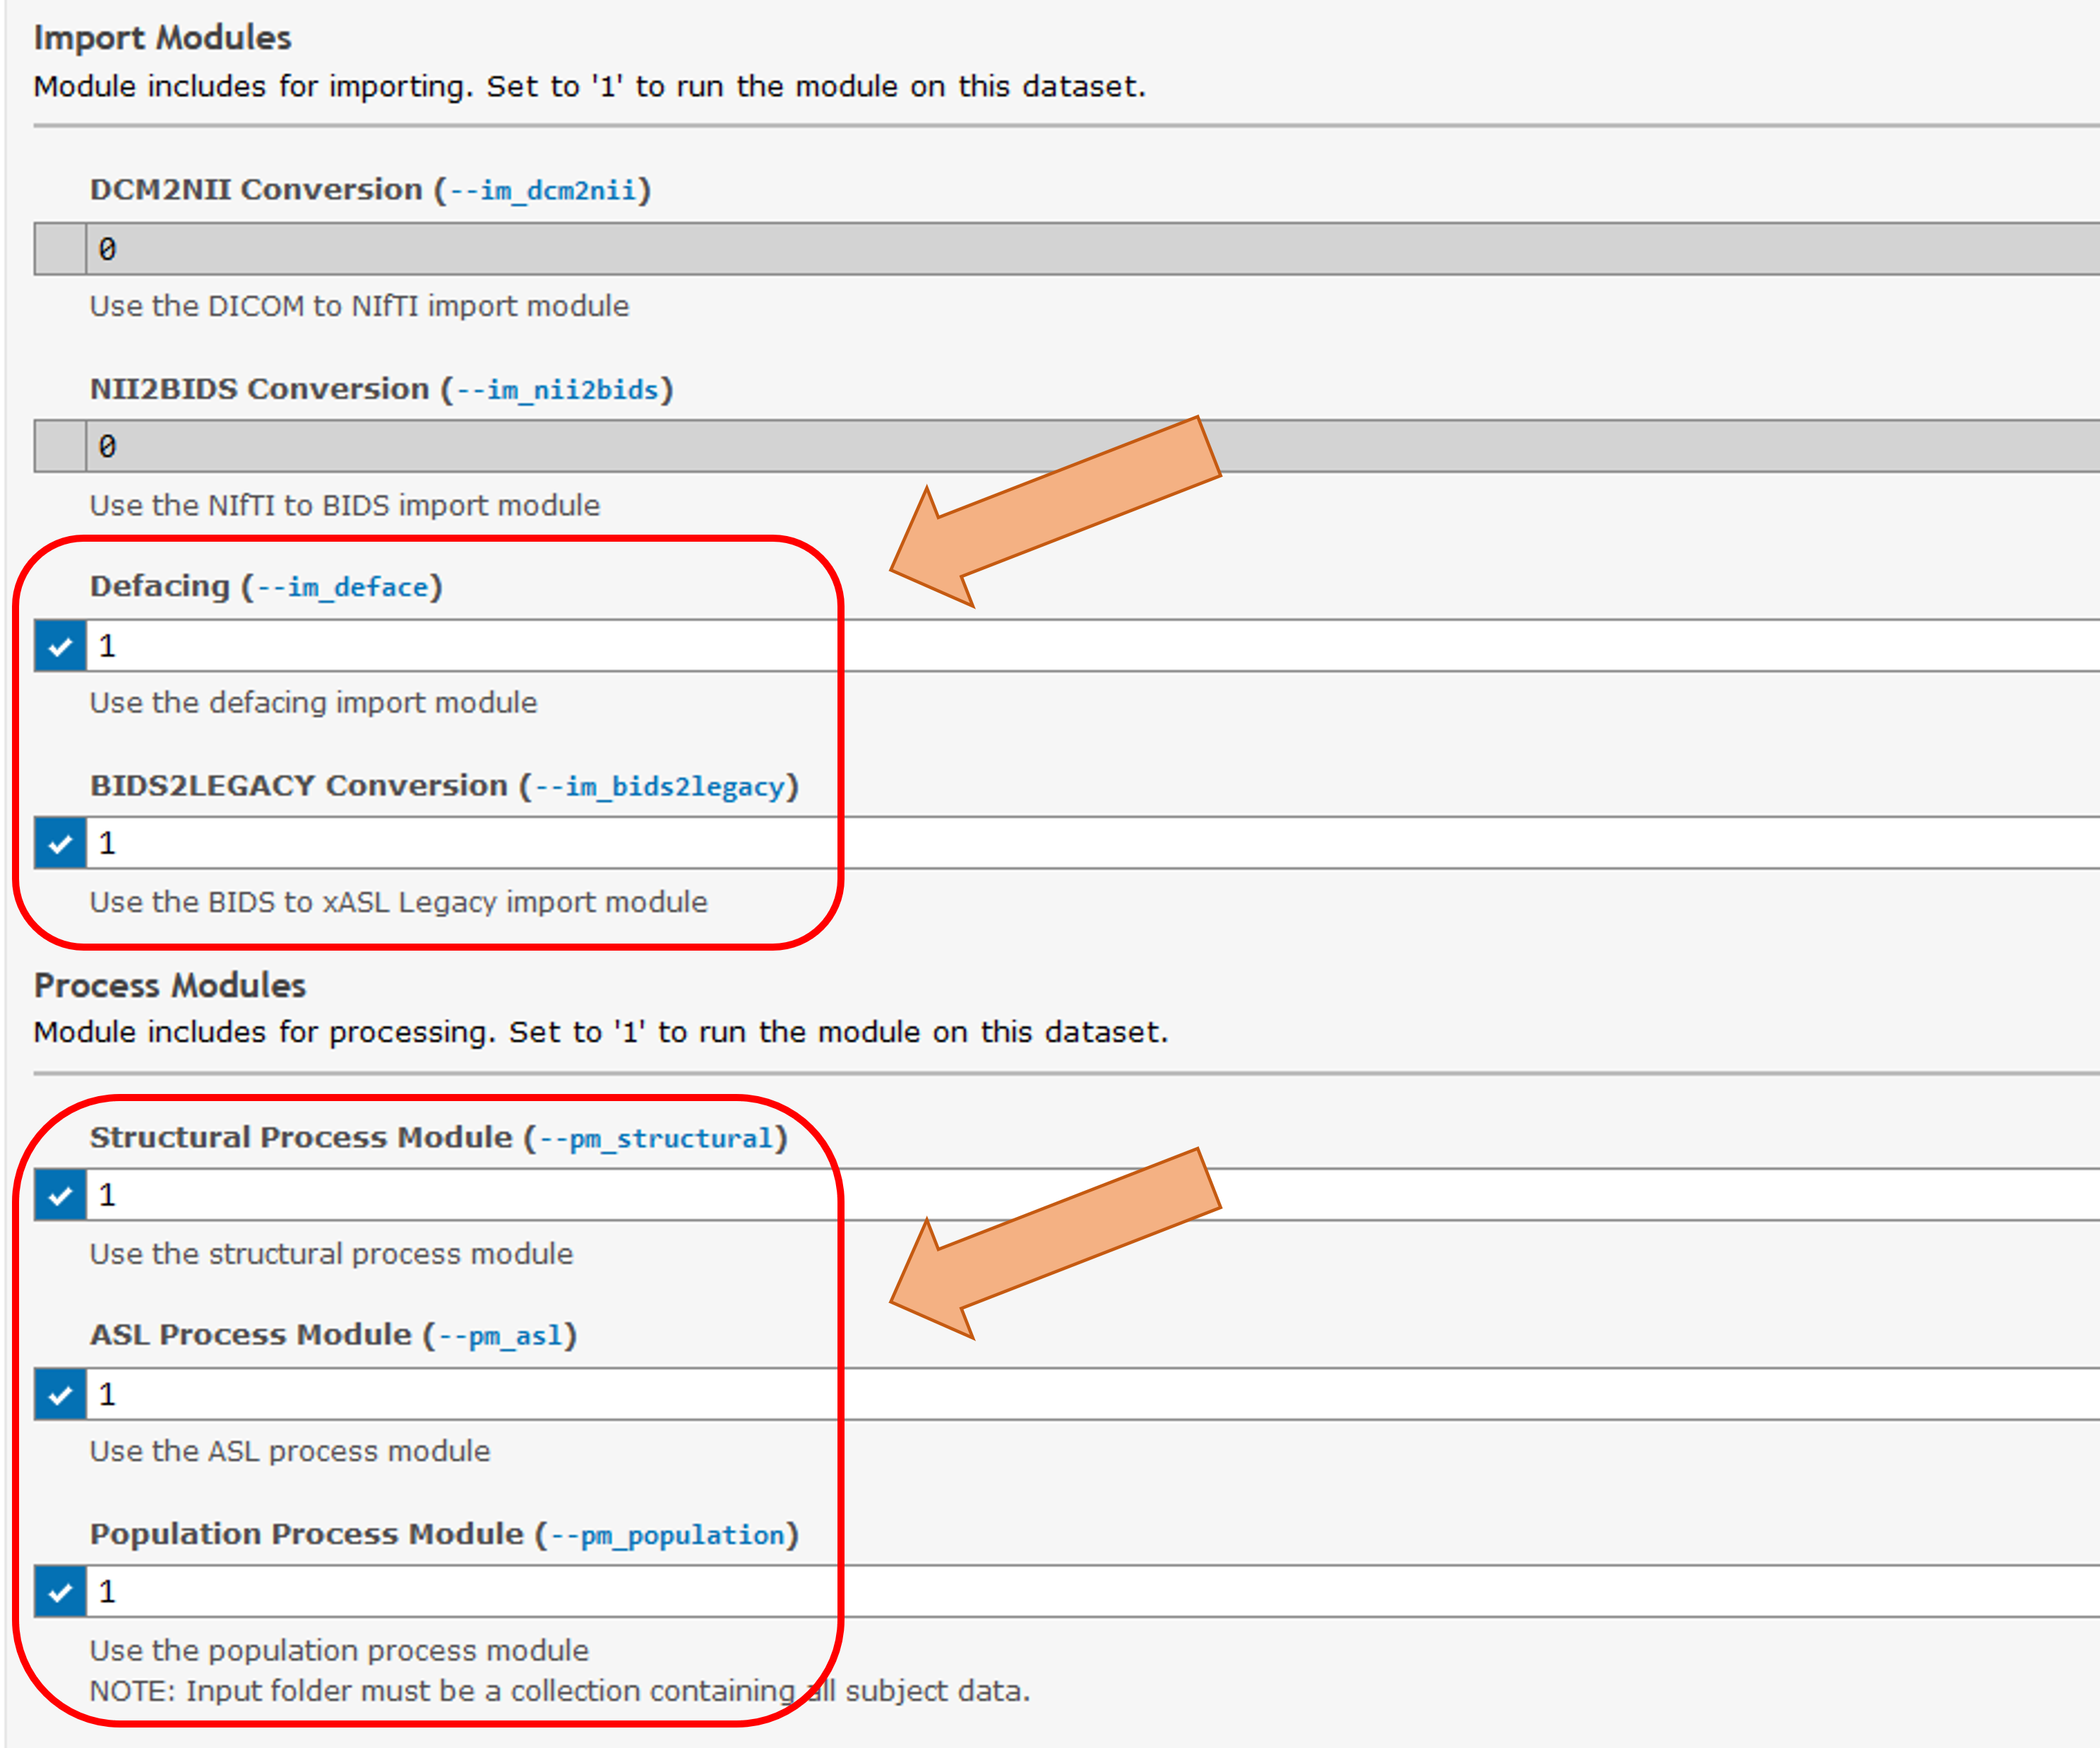 Import Modules
Module includes for importing. Set to '1' to run the module on this dataset.
DCM2NII Conversion (--im_dcm2nii)
0
Use the DICOM to NIfTI import module
NII2BIDS Conversion (--im_nii2bids)
0
Use the NIfTI to BIDS import module
Defacing (--im_deface)
1
Use the defacing import module
BIDS2LEGACY Conversion (--im_bids2legacy)
1
Use the BIDS to xASL Legacy import module
Process Modules
Module includes for processing. Set to '1' to run the module on this dataset.
Structural Process Module (--pm_structural)
1
Use the structural process module
ASL Process Module (--pm_asl)
1
Use the ASL process module
Population Process Module (--pm_population)
1
Use the population process module
NOTE: Input folder must be a collection containing all subject data.